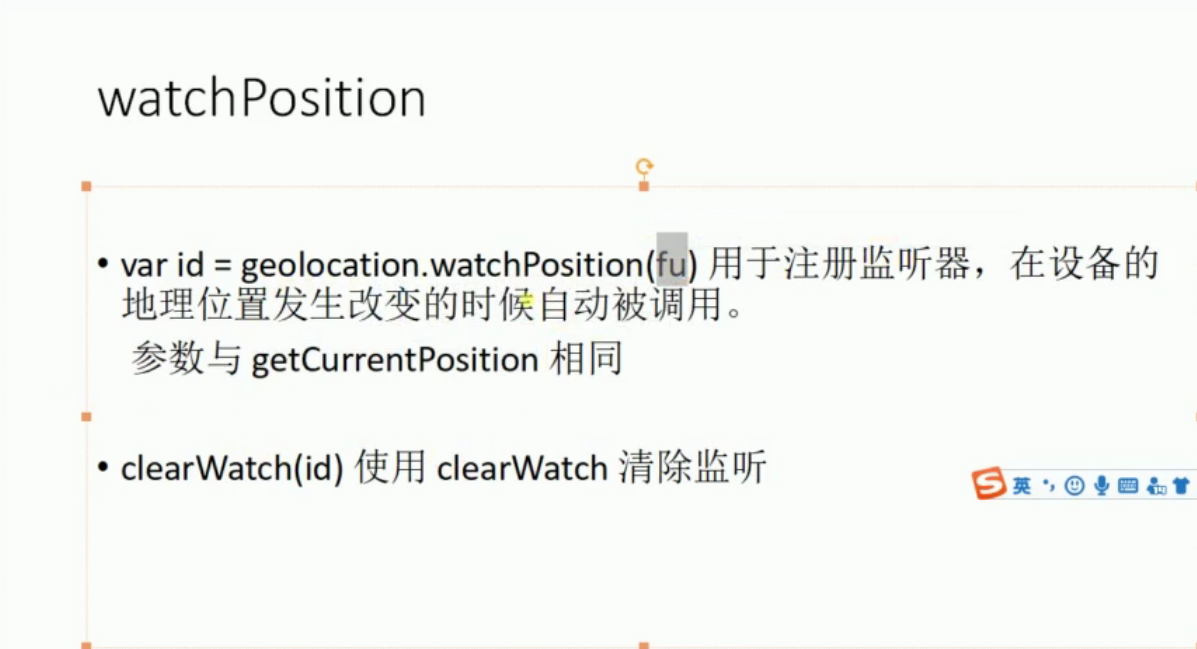 watchPosition
• var id = geolocation.watchPosition(fu) 用于注册监听器，在设备的
地理位置发生改变的时候自动被调用。
参数与 getCurrentPosition 相同
• clearWatch(id) 使用 clearWatch 清除监听
英